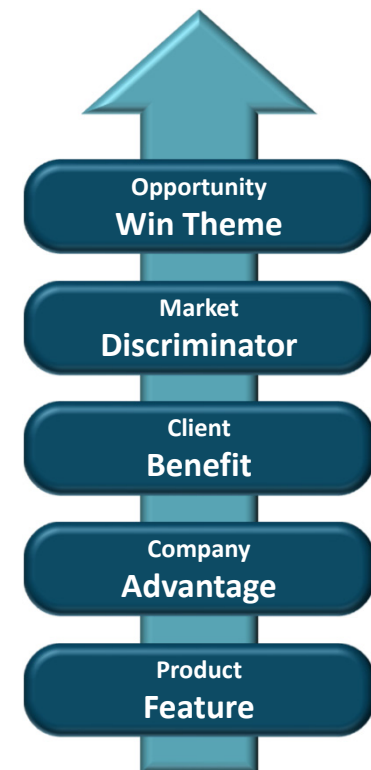 Opportunity
Win Theme
Market
Discriminator
Client
Benefit
Company
Advantage
Product
Feature